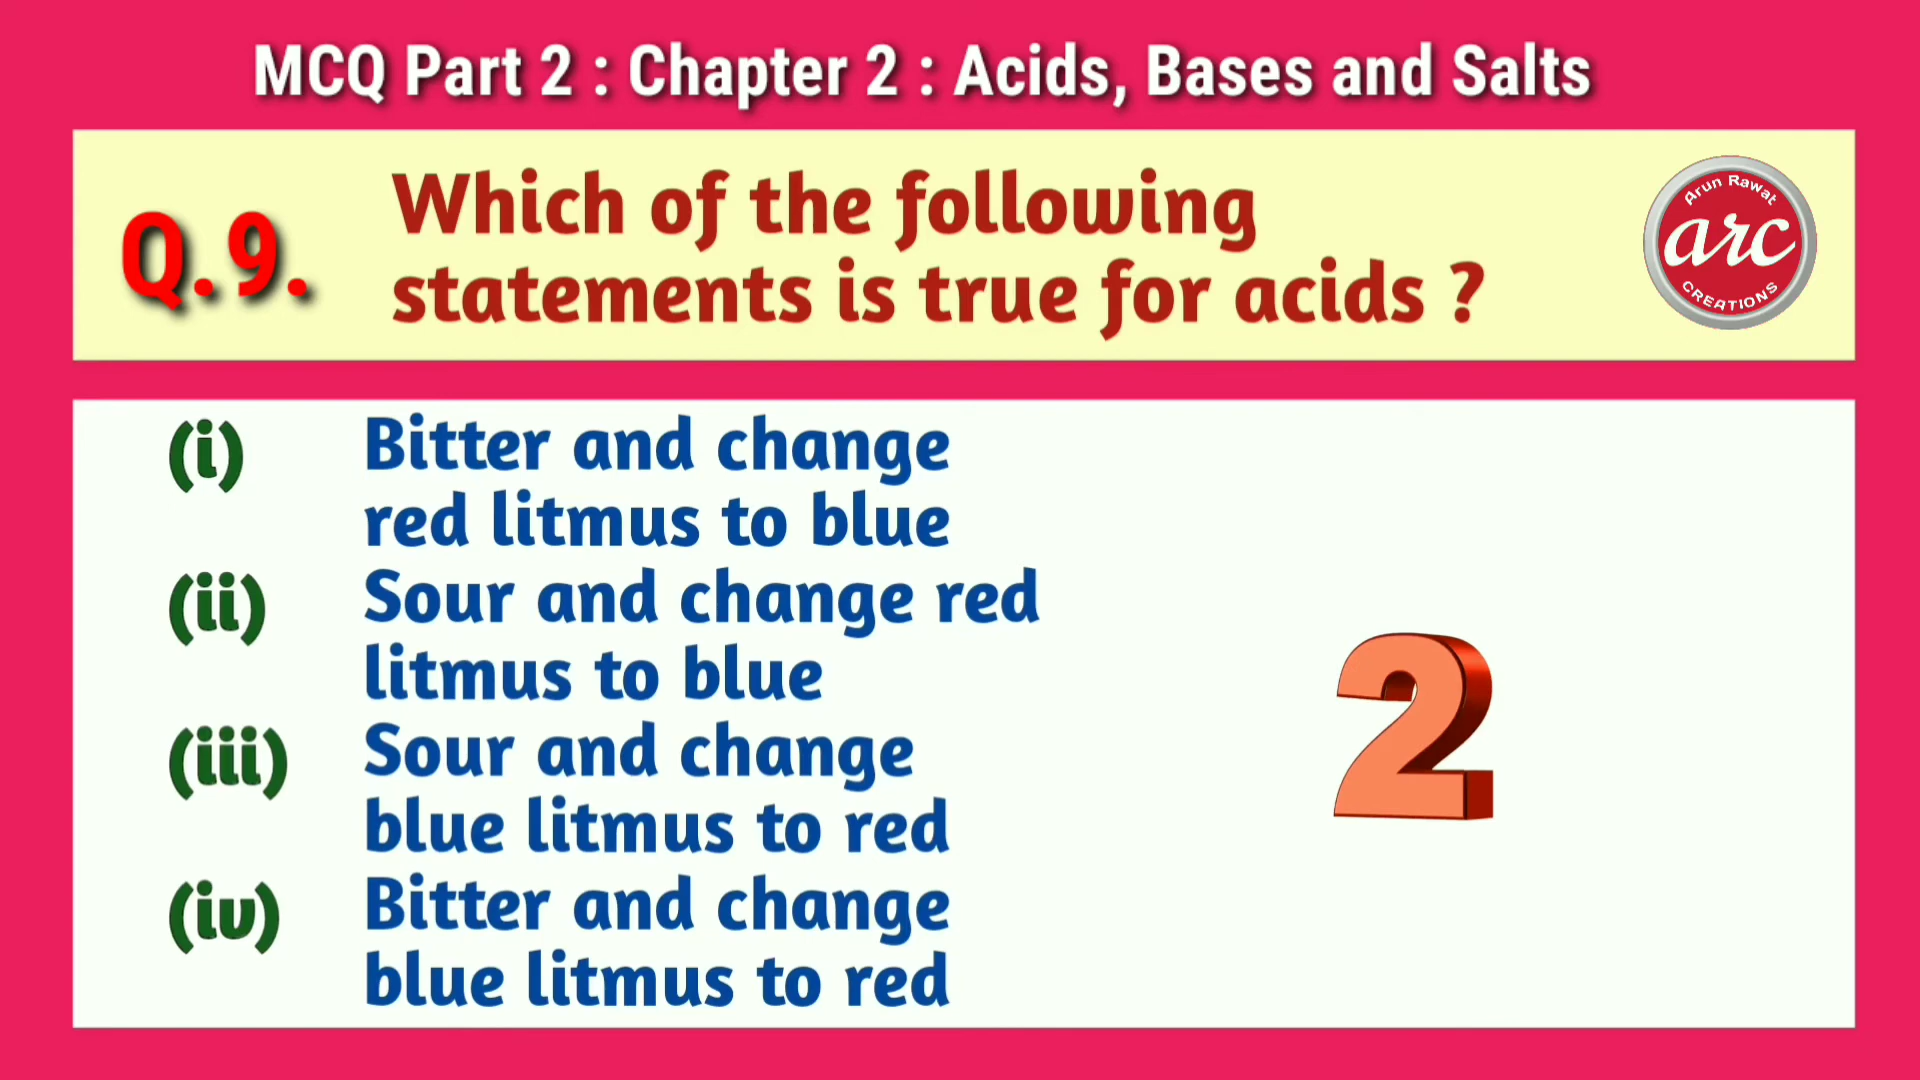 MCQ Part 2 : Chapter 2 : Acids, Bases and Salts
Q.9.
Which of the following
statements is true for acids ?
Arun Rawat
arc
CREATIONS
(i) Bitter and change
red litmus to blue
(ii) Sour and change red
litmus to blue
(iii) Sour and change
blue litmus to red
(iv) Bitter and change
blue litmus to red
2